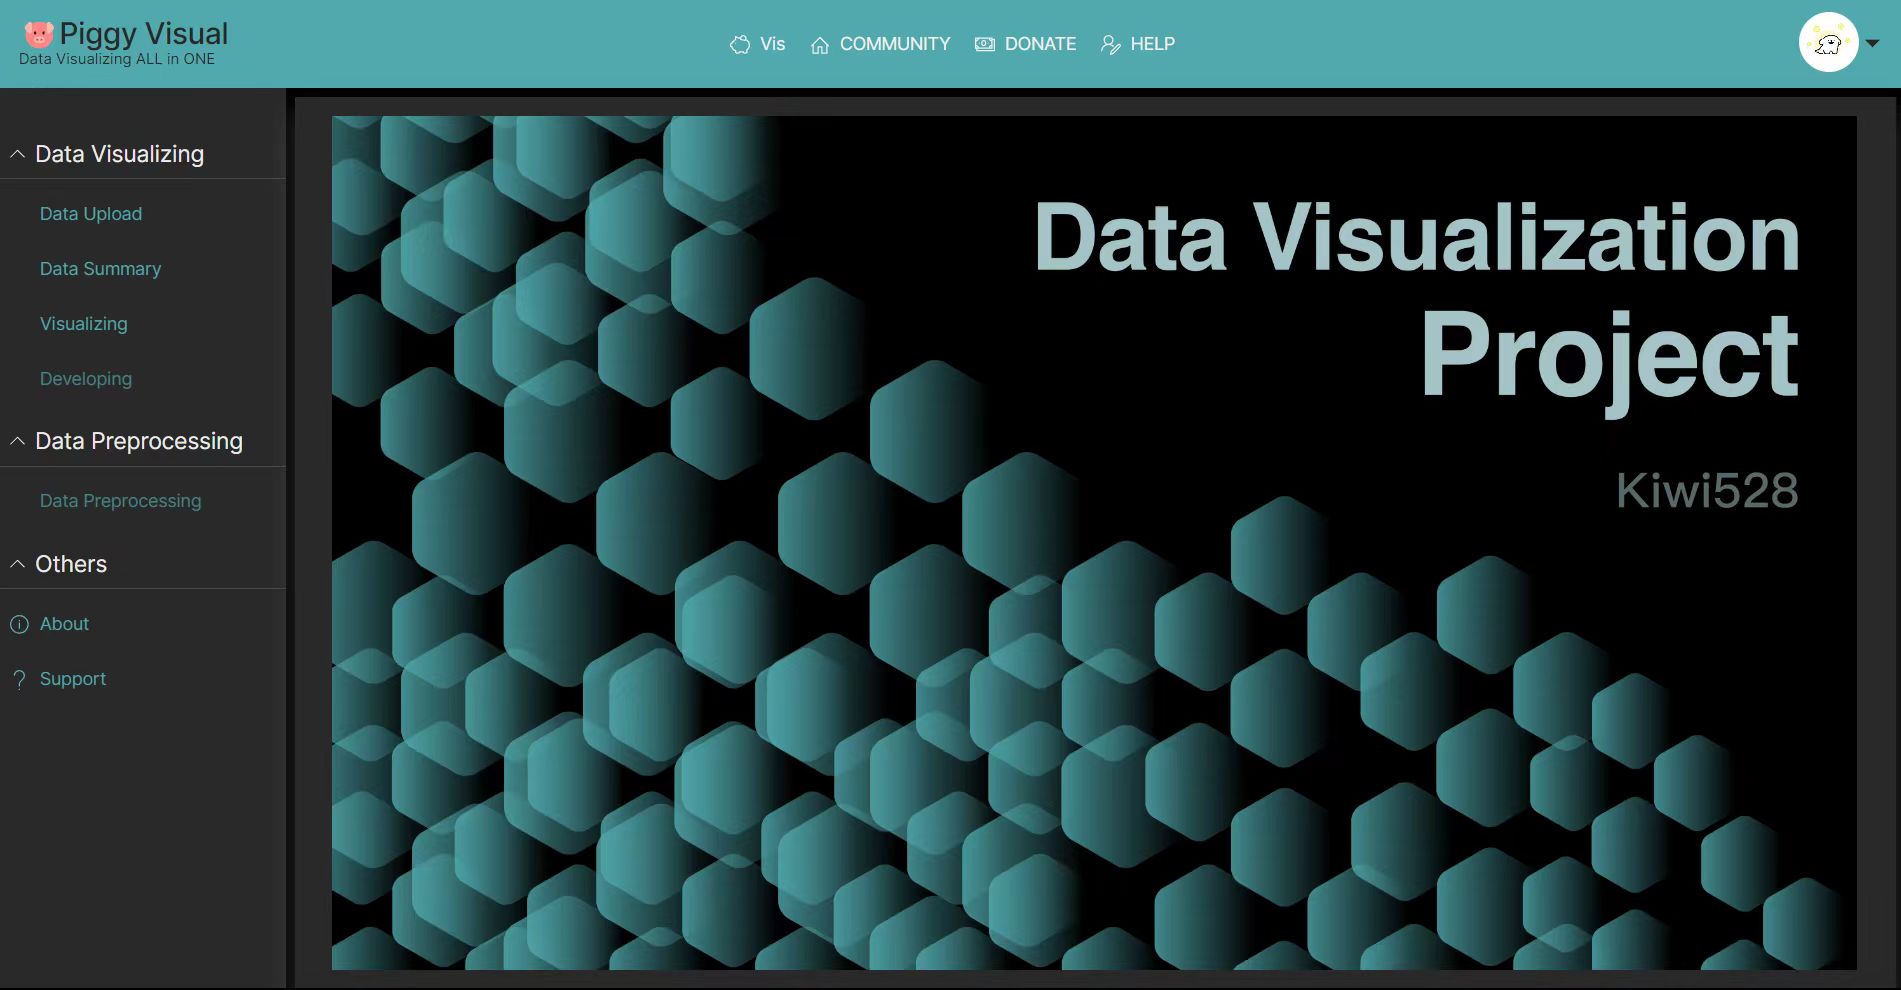 Piggy Visual
Data Visualizing ALL in ONE
Vis
COMMUNITY
DONATE
HELP
Data Visualizing
Data Upload
Data Summary
Visualizing
Developing
Data Preprocessing
Data Preprocessing
Others
About
Support
Data Visualization
Project
Kiwi528